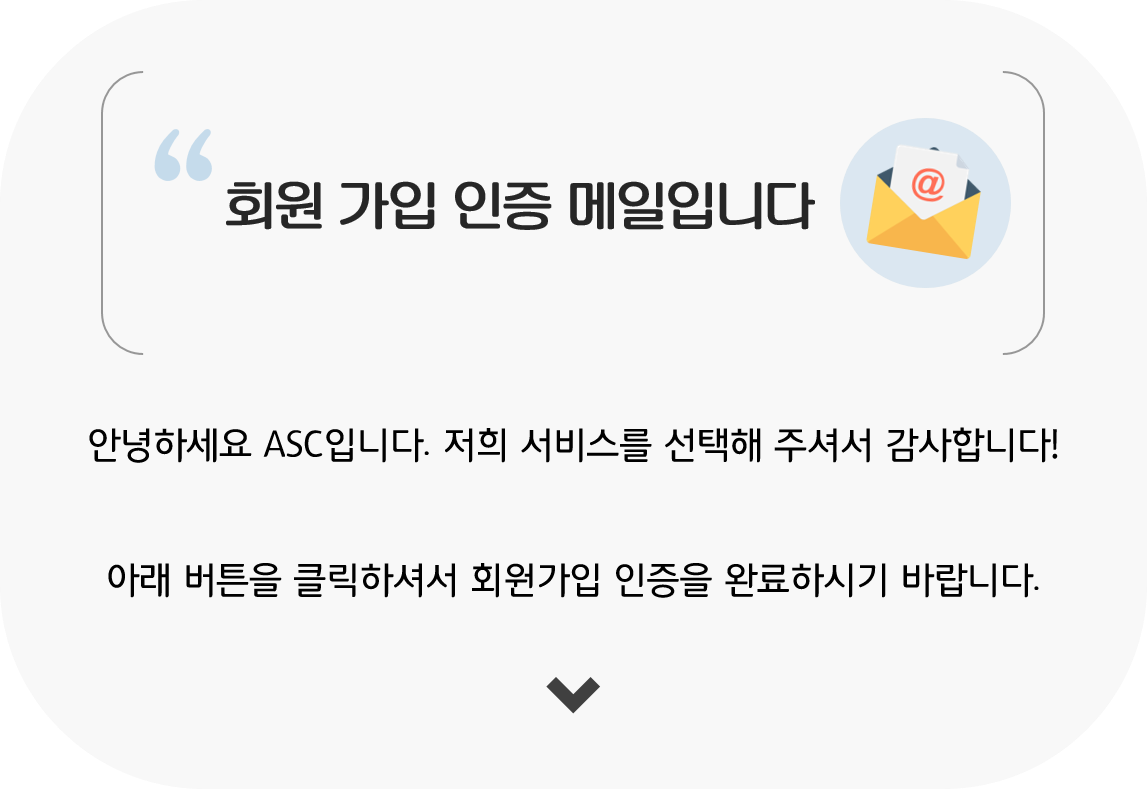 “
회원 가입 인증 메일입니다
@
안녕하세요 ASC입니다. 저희 서비스를 선택해 주셔서 감사합니다!
아래 버튼을 클릭하셔서 회원가입 인증을 완료하시기 바랍니다.